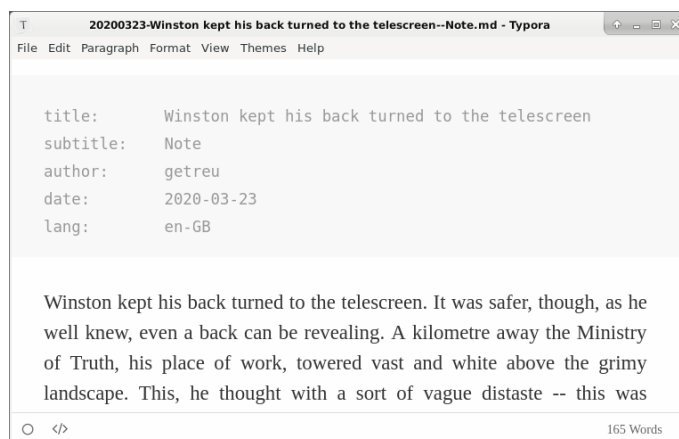 T 20200323-Winston kept his back turned to the telescreen--Note.md - Typora
File Edit Paragraph Format View Themes Help
title: Winston kept his back turned to the telescreen
subtitle: Note
author: getreu
date: 2020-03-23
lang: en-GB
Winston kept his back turned to the telescreen. It was safer, though, as he
well knew, even a back can be revealing. A kilometre away the Ministry
of Truth, his place of work, towered vast and white above the grimy
landscape. This, he thought with a sort of vague distaste -- this was
</> 165 Words